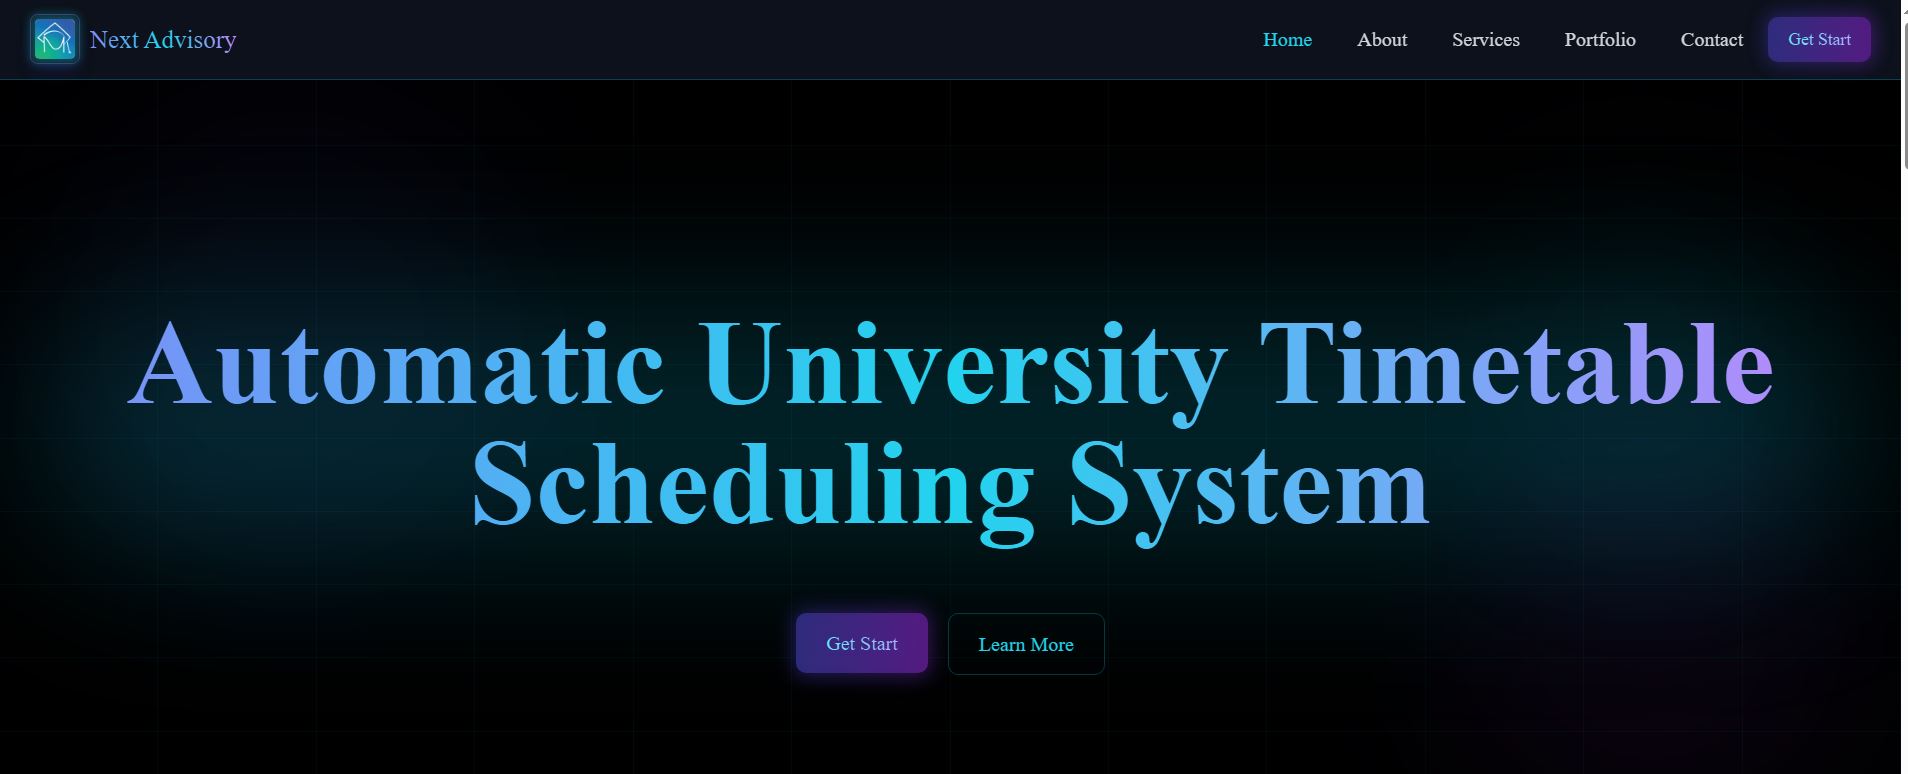 Next Advisory
Home
About
Services
Portfolio
Contact
Get Start
Automatic University Timetable
Scheduling System
Get Start
Learn More